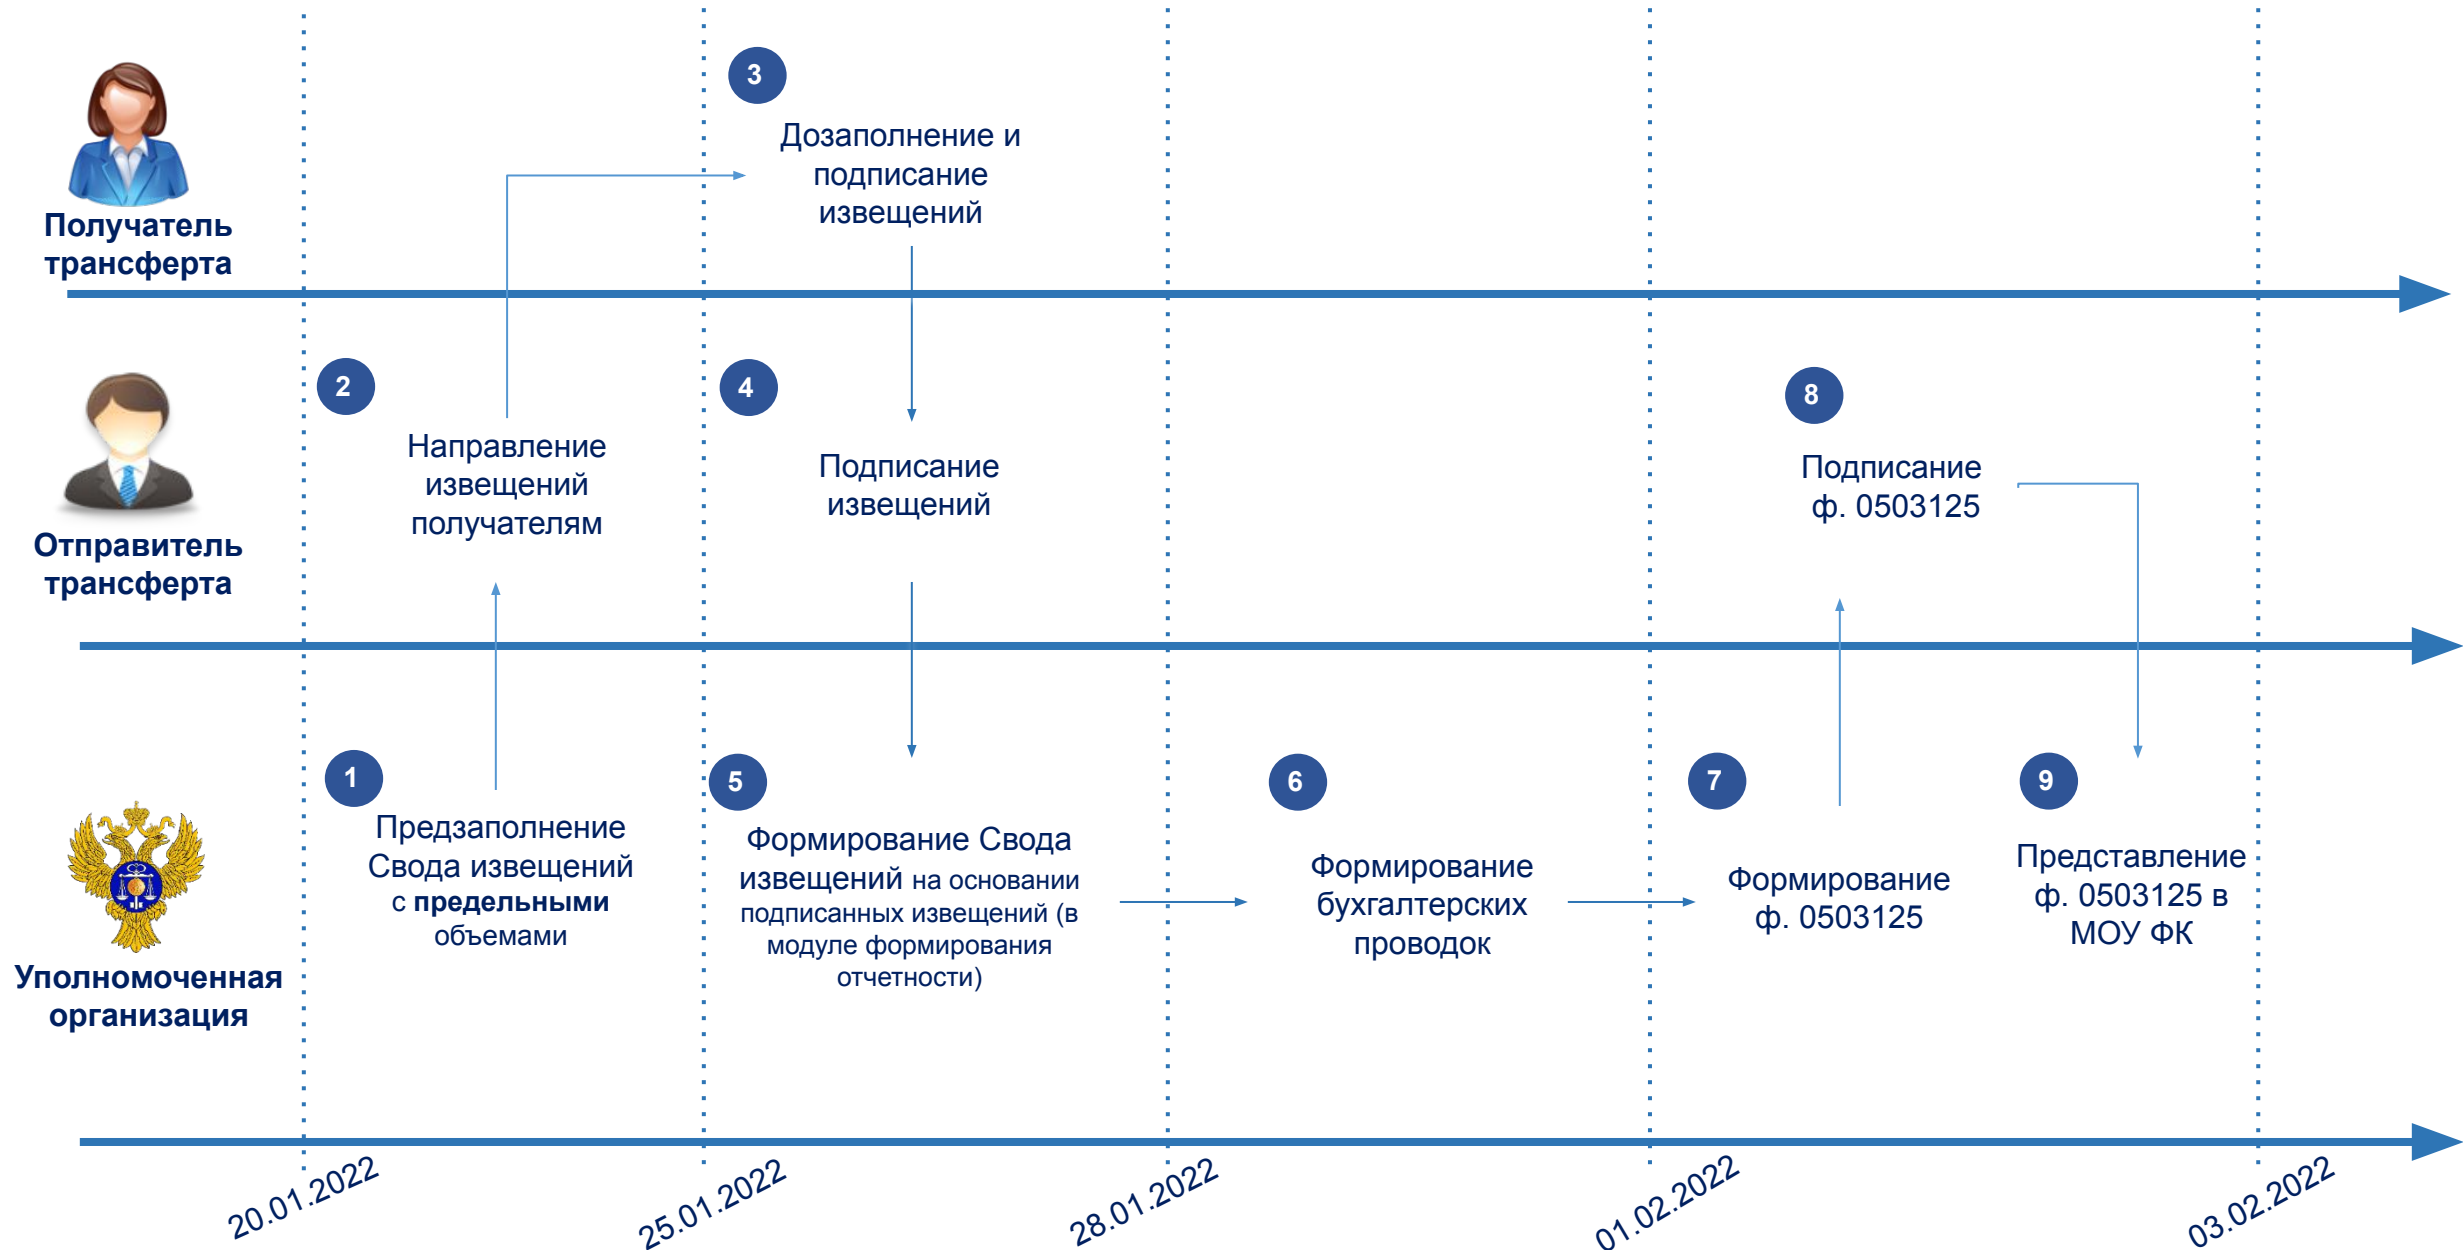 3
Дозаполнение и
подписание
извещений
Получатель
трансферта
2
Направление
извещений
получателям
4
Подписание
извещений
8
Подписание
ф. 0503125
Отправитель
трансферта
1
Предзаполнение
Свода извещений
с предельными
объемами
5
Формирование Свода
извещений на основании
подписанных извещений (в
модуле формирования
отчетности)
6
Формирование
бухгалтерских
проводок
7
Формирование
ф. 0503125
9
Представление
ф. 0503125 в
МОУ ФК
Уполномоченная
организация
20.01.2022
25.01.2022
28.01.2022
01.02.2022
03.02.2022